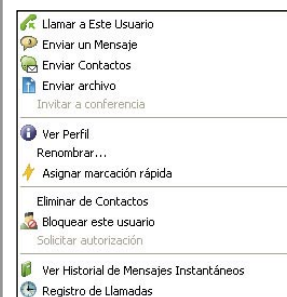 Llamar a Este Usuario
Enviar un Mensaje
Enviar Contactos
Enviar archivo
Invitar a conferencia
Ver Perfil
Renombrar...
Asignar marcación rápida
Eliminar de Contactos
Bloquear este usuario
Solicitar autorización
Ver Historial de Mensajes Instantáneos
Registro de Llamadas